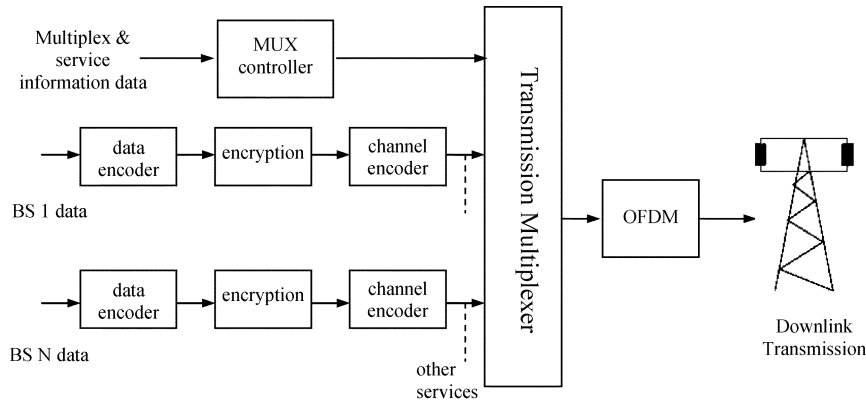 Multiplex &
service
information data
MUX
controller
data
encoder
encryption
channel
encoder
BS 1 data
data
encoder
encryption
channel
encoder
BS N data
other
services
Transmission Multiplexer
OFDM
Downlink
Transmission